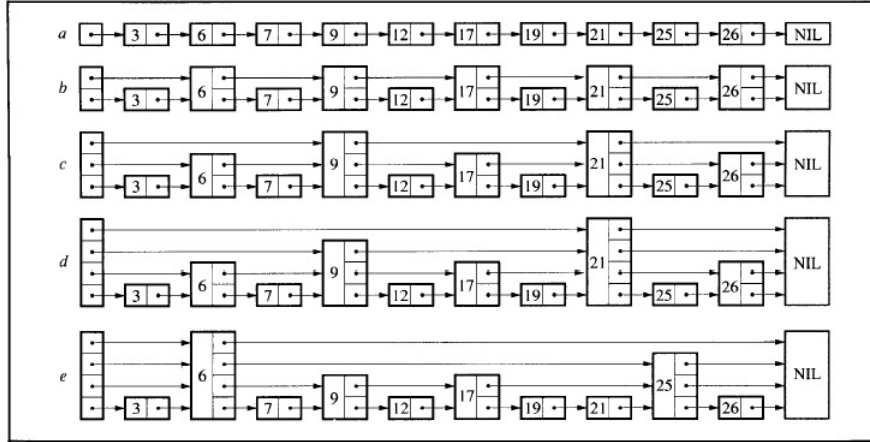 a 3 6 7 9 12 17 19 21 25 26 NIL
b 3 6 7 9 12 17 19 21 25 26 NIL
c 3 6 7 9 12 17 19 21 25 26 NIL
d 3 6 7 9 12 17 19 21 25 26 NIL
e 3 6 7 9 12 17 19 21 25 26 NIL